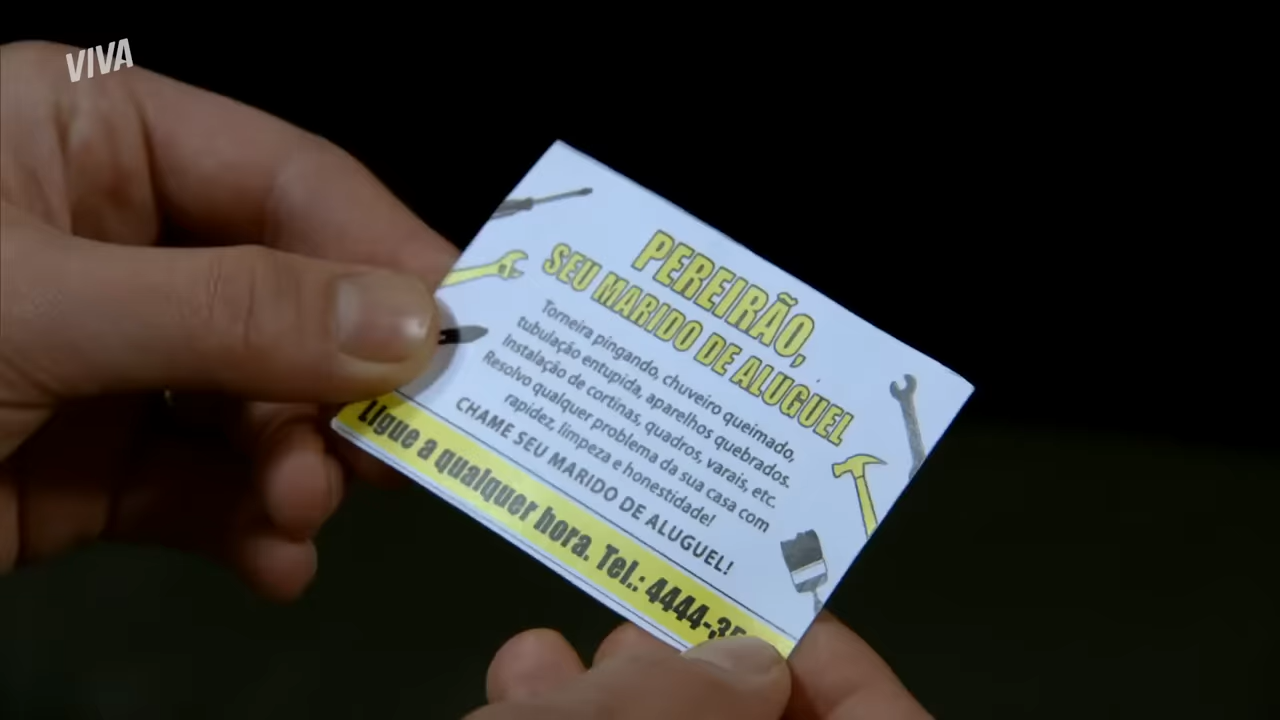 VIVA
PEREIRÃO,
SEU MARIDO DE ALUGUEL
Torneira pingando, chuveiro queimado,
tubulação entupida, aparelhos quebrados.
Instalação de cortinas, quadros, varais, etc.
Resolvo qualquer problema da sua casa com
rapidez, limpeza e honestidade!
CHAME SEU MARIDO DE ALUGUEL!
Ligue a qualquer hora. Tel.: 4444-35